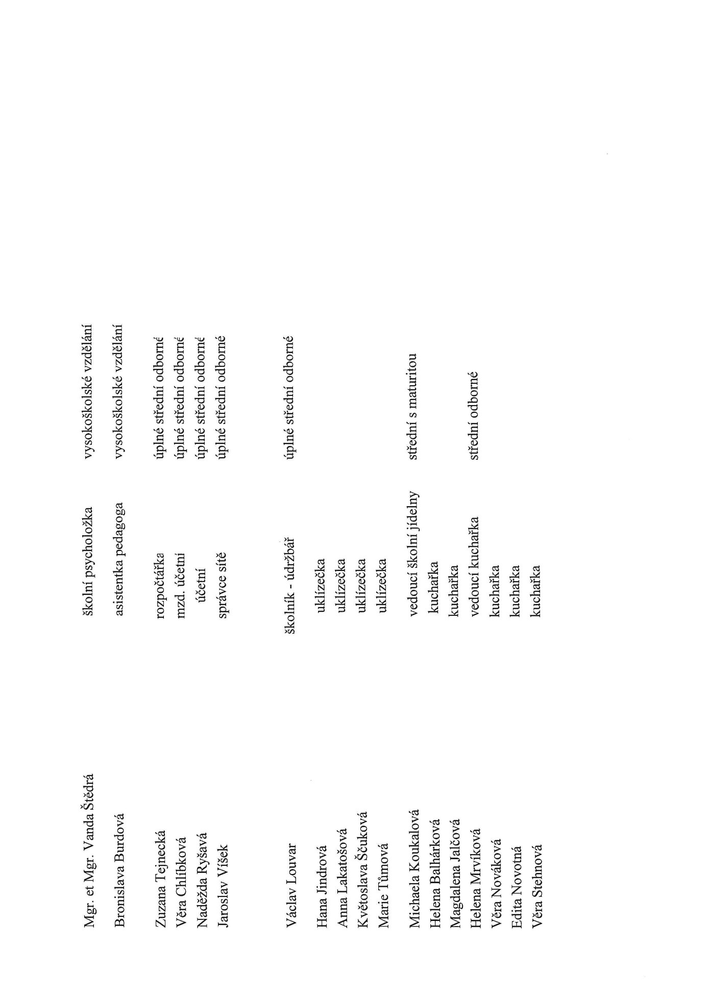 Mgr. et Mgr. Vanda Štědrá školní psycholožka vysokoškolské vzdělání
Bronislava Burdová asistentka pedagoga vysokoškolské vzdělání
Zuzana Tejnecká rozpočtářka úplné střední odborné
Věra Chlíbková mzd. účetní úplné střední odborné
Naděžda Ryšavá účetní úplné střední odborné
Jaroslav Víšek správce sítě úplné střední odborné
Václav Louvar školník - údržbář úplné střední odborné
Hana Jindrová uklízečka
Anna Lakatošová uklízečka
Květoslava Ščuková uklízečka
Marie Tůmová uklízečka
Michaela Koukalová vedoucí školní jídelny střední s maturitou
Helena Balhárková kuchařka
Magdalena Jalčová kuchařka
Helena Mrvíková vedoucí kuchařka střední odborné
Věra Nováková kuchařka
Edita Novotná kuchařka
Věra Stehnová kuchařka